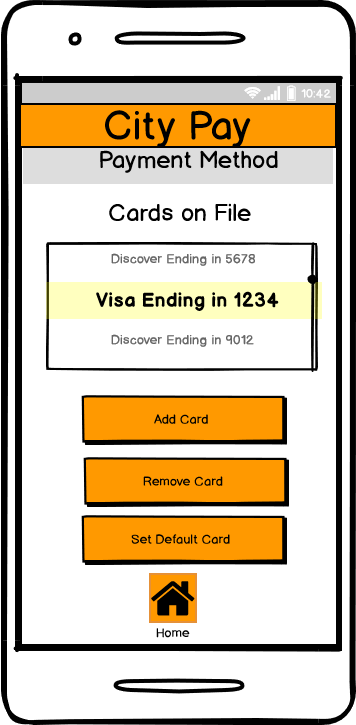 10:42
City Pay
Payment Method
Cards on File
Discover Ending in 5678
Visa Ending in 1234
Discover Ending in 9012
Add Card
Remove Card
Set Default Card
Home